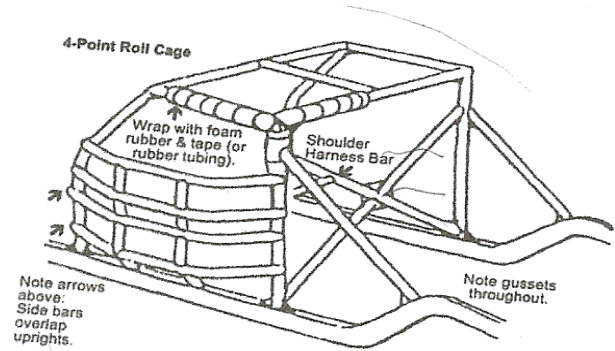 4-Point Roll Cage
Wrap with foam
rubber & tape (or
rubber tubing).
Shoulder
Harness Bar
Note arrows
above:
Side bars
overlap
uprights.
Note gussets
throughout.